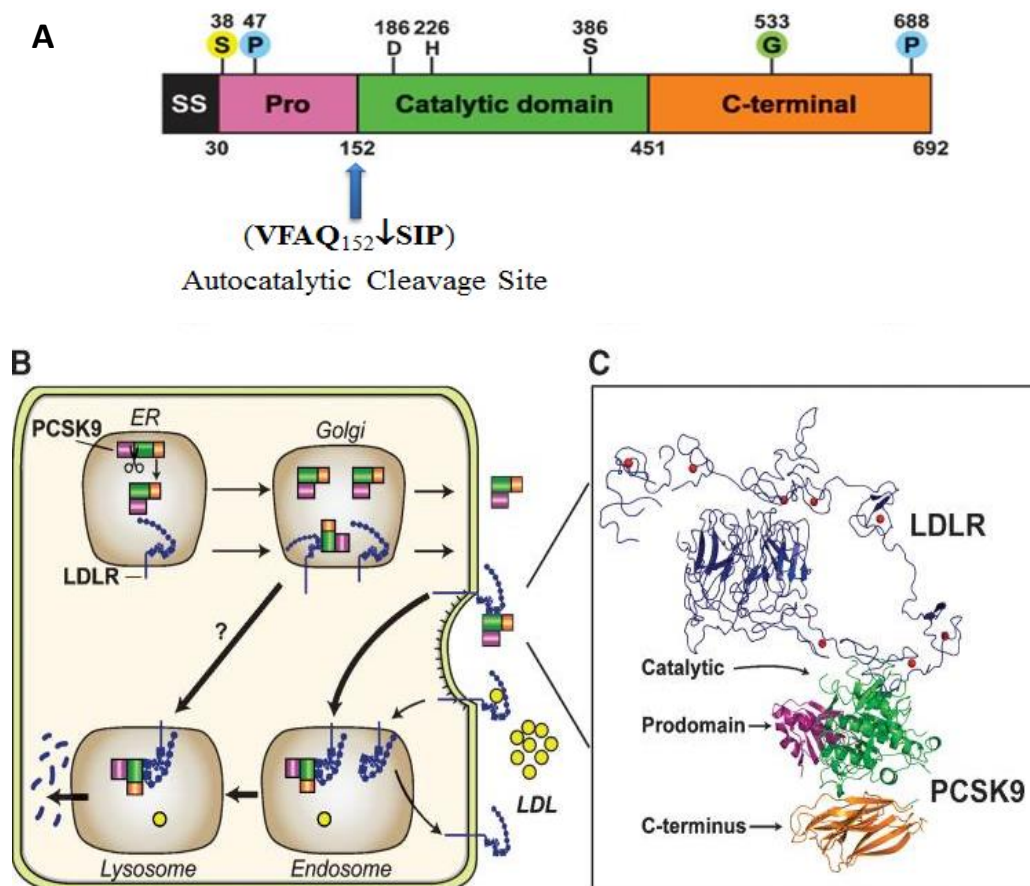 A
38 47 186 226 386 533 688
S P D H S G P
SS Pro Catalytic domain C-terminal
30 152 451 692
(VFAQ152↓SIP)
Autocatalytic Cleavage Site
B
ER
PCSK9
Golgi
LDLR
?
LDL
Lysosome
Endosome
C
LDLR
Catalytic
Prodomain
PCSK9
C-terminus